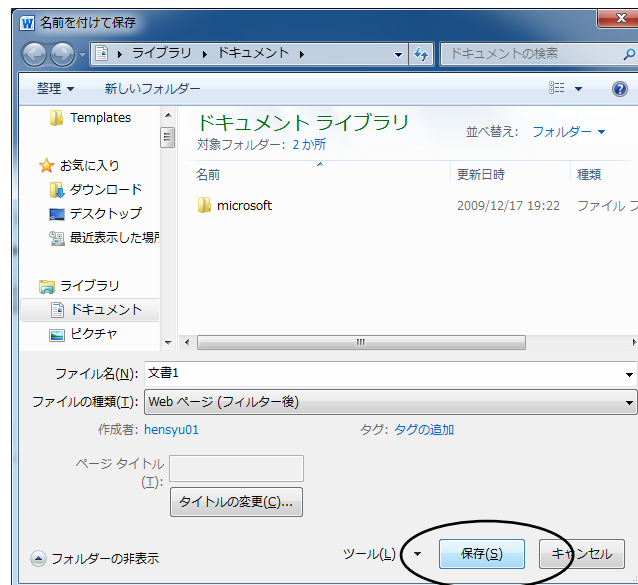 名前を付けて保存
ライブラリ ドキュメント
ドキュメントの検索
整理 新しいフォルダー
Templates
お気に入り
ダウンロード
デスクトップ
最近表示した場所
ライブラリ
ドキュメント
ピクチャ
ドキュメント ライブラリ
対象フォルダー: 2 か所
並べ替え: フォルダー
名前 更新日時 種類
microsoft 2009/12/17 19:22 ファイル フ
ファイル名(N): 文書1
ファイルの種類(T): Web ページ (フィルター後)
作成者: hensyu01 タグ: タグの追加
ページ タイトル
(T):
タイトルの変更(C)...
フォルダーの非表示 ツール(L) 保存(S) キャンセル